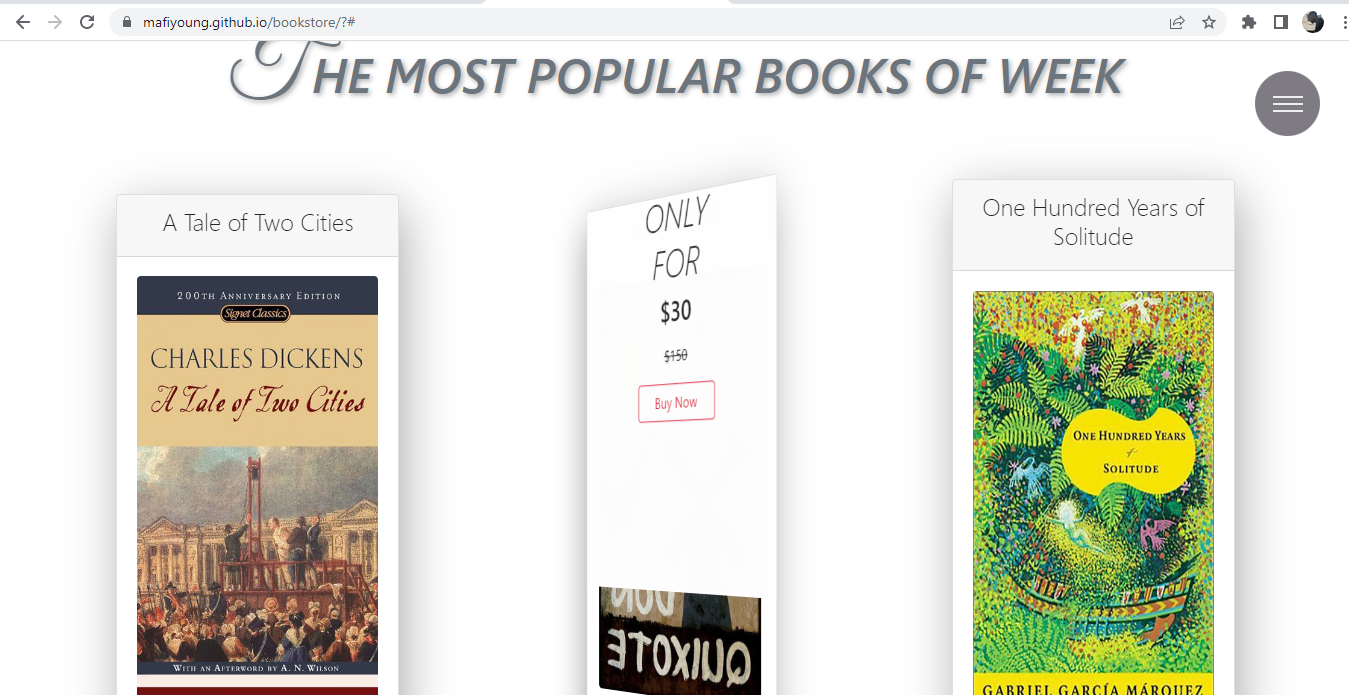 mafiyoung.github.io/bookstore/?#
THE MOST POPULAR BOOKS OF WEEK
A Tale of Two Cities
200TH ANNIVERSARY EDITION
Signet Classics
CHARLES DICKENS
A Tale of Two Cities
WITH AN AFTERWORD BY A. N. WILSON
ONLY
FOR
$30
$150
Buy Now
DON
QUIXOTE
One Hundred Years of
Solitude
ONE HUNDRED YEARS
of
SOLITUDE
GABRIEL GARCÍA MÁRQUEZ